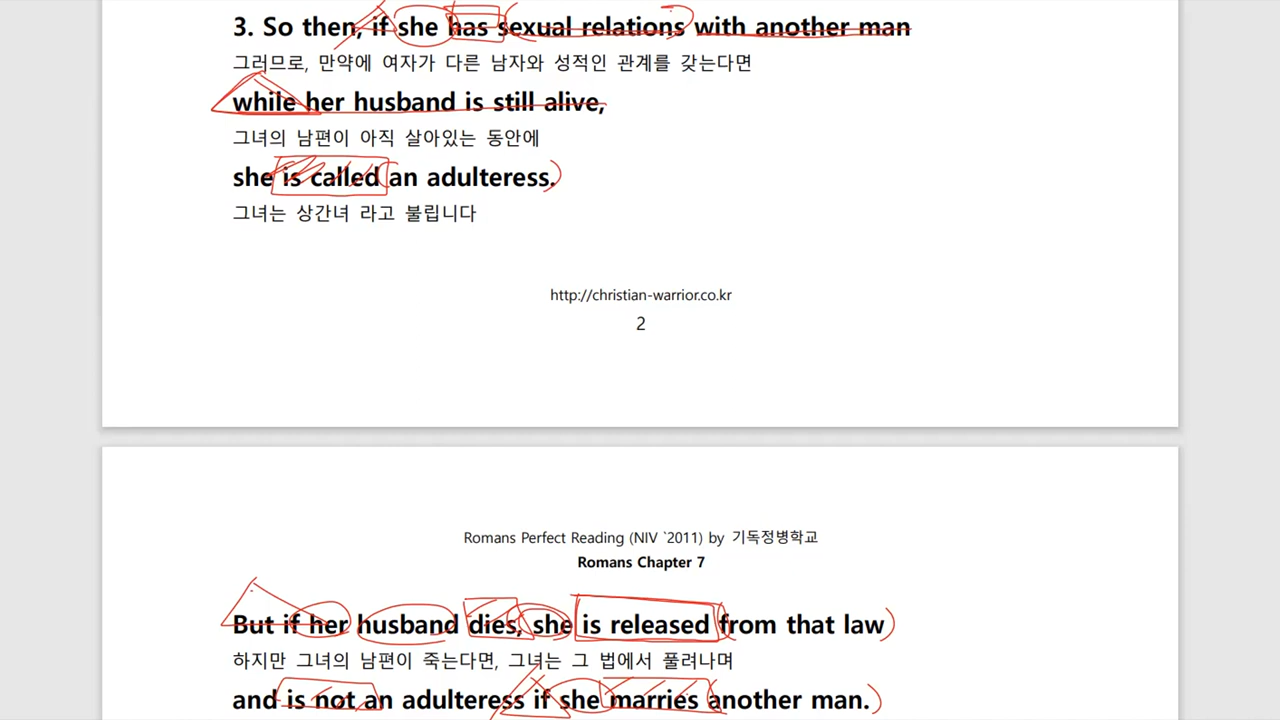 3. So then, if she has sexual relations with another man
그러므로, 만약에 여자가 다른 남자와 성적인 관계를 갖는다면
while her husband is still alive,
그녀의 남편이 아직 살아있는 동안에
she is called an adulteress.
그녀는 상간녀 라고 불립니다
http://christian-warrior.co.kr
2
Romans Perfect Reading (NIV `2011) by 기독정병학교
Romans Chapter 7
But if her husband dies, she is released from that law
하지만 그녀의 남편이 죽는다면, 그녀는 그 법에서 풀려나며
and is not an adulteress if she marries another man.